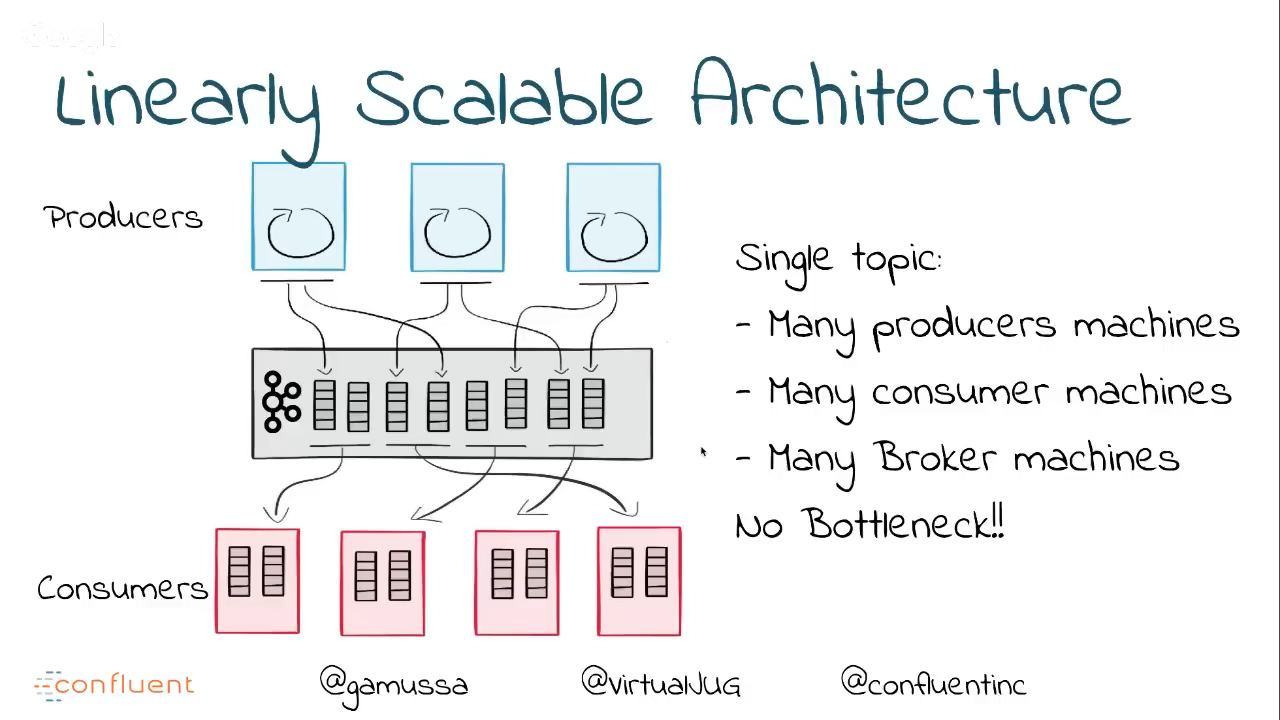 Google
Linearly Scalable Architecture
Producers
Single topic:
- Many producers machines
- Many consumer machines
- Many Broker machines
No Bottleneck!!
Consumers
confluent
@gamussa
@virtualJUG
@confluentinc